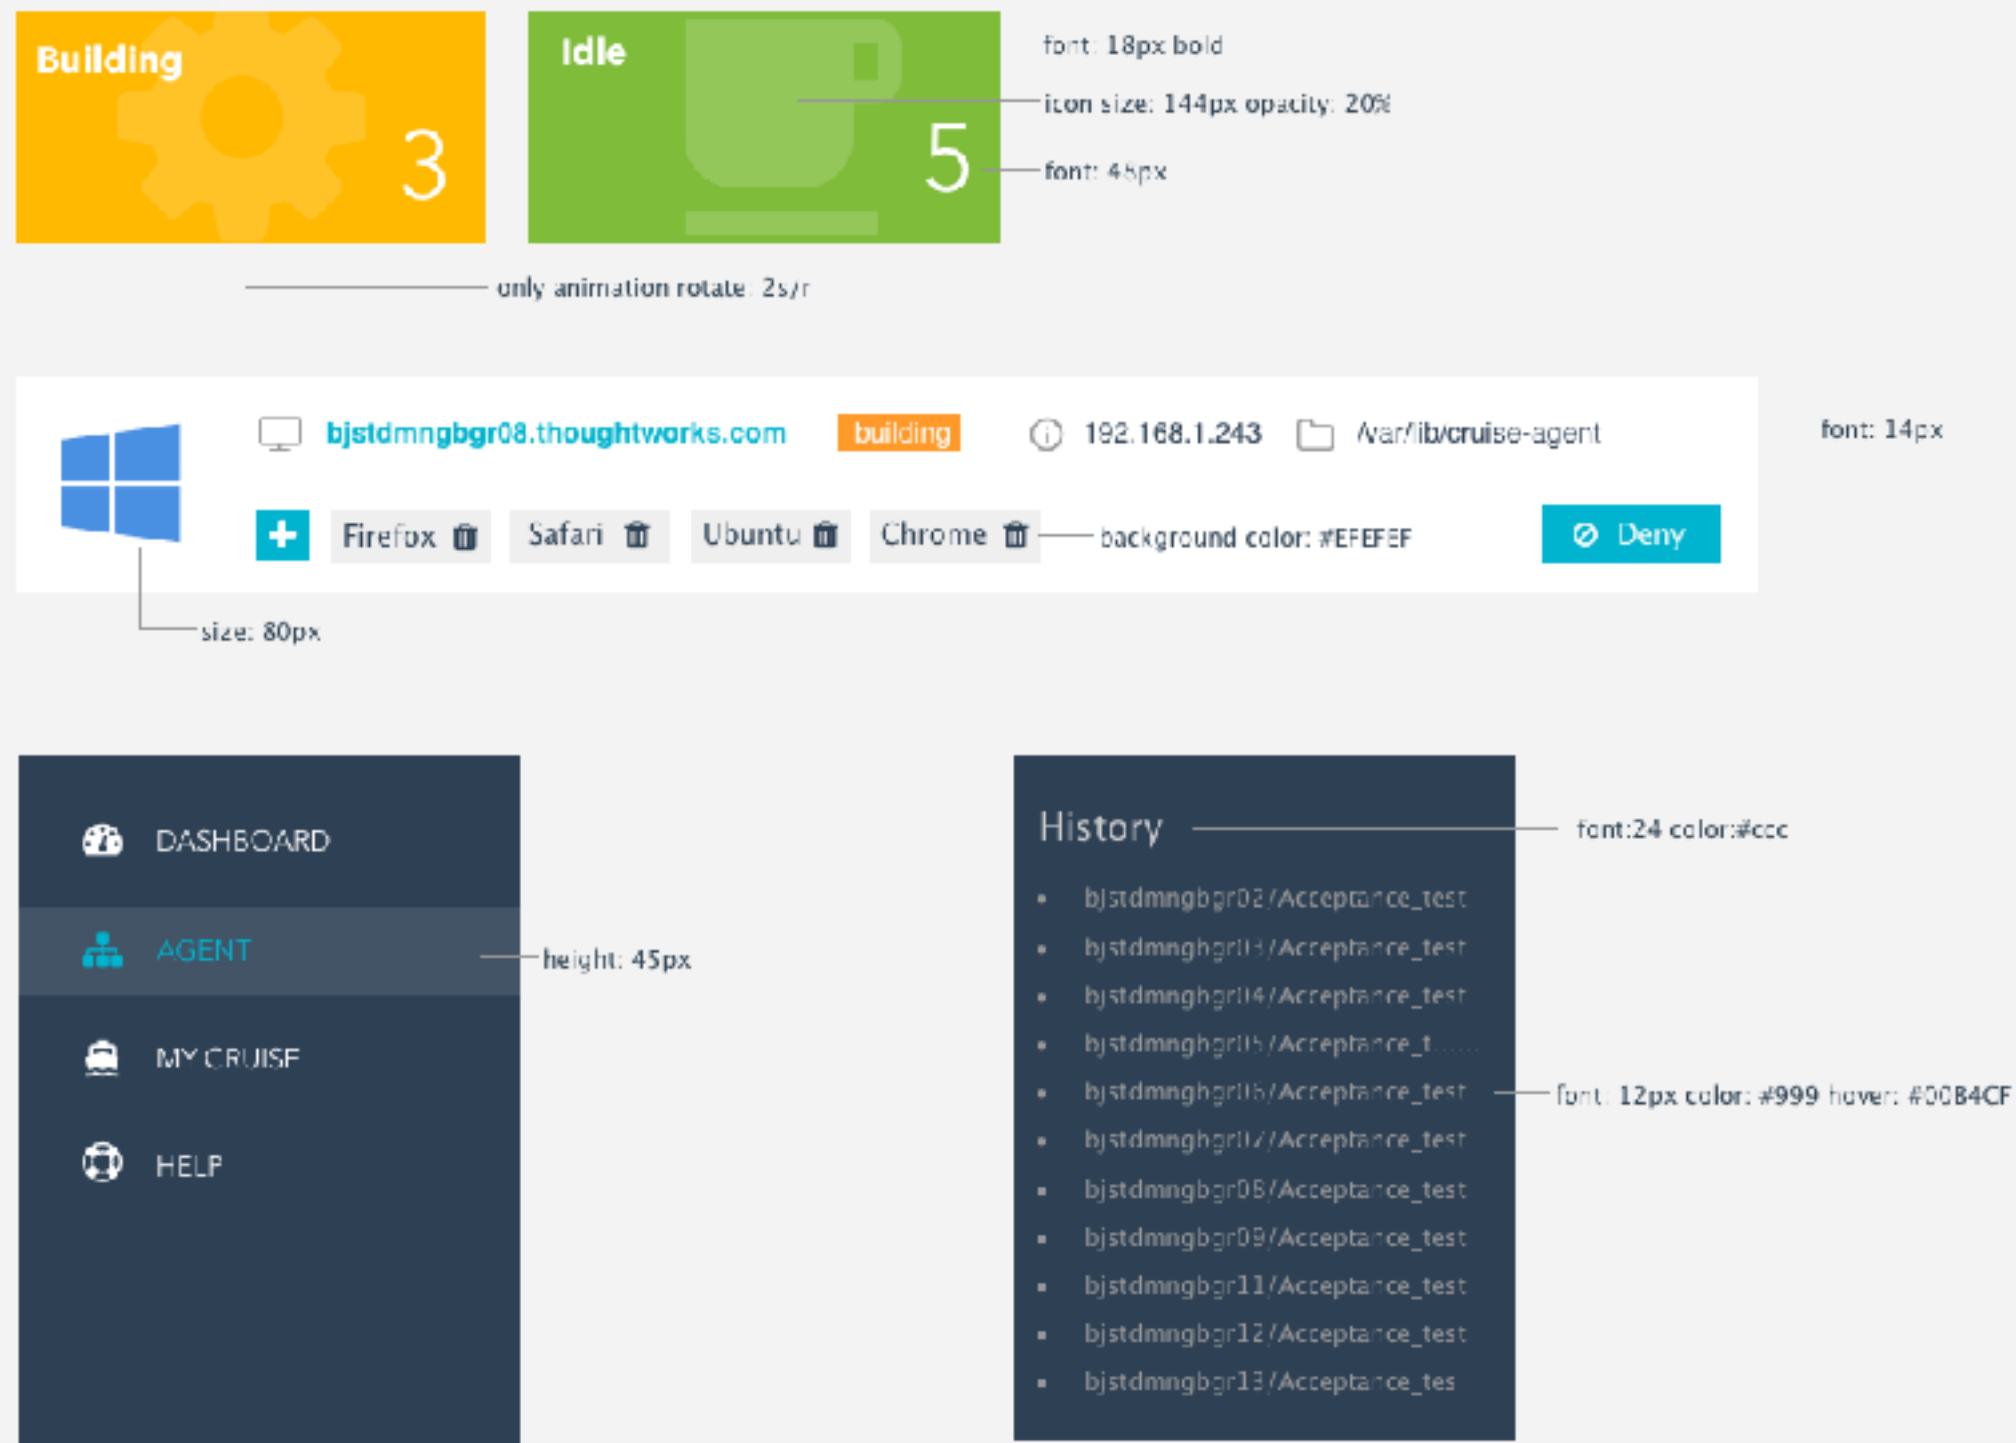 Building
3
Idle
5
font: 18px bold
icon size: 144px opacity: 20%
font: 48px
only animation rotate: 2s/r
bjstdmngbgr08.thoughtworks.com building 192.168.1.243 /var/lib/cruise-agent
font: 14px
Firefox Safari Ubuntu Chrome
background color: #EFEFEF
Deny
size: 80px
DASHBOARD
AGENT
height: 45px
MY CRUISE
HELP
History
font:24 color:#ccc
bjstdmngbgr02/Acceptance_test
bjstdmngbgr03/Acceptance_test
bjstdmngbgr04/Acceptance_test
bjstdmngbgr05/Acceptance_t......
bjstdmngbgr06/Acceptance_test
font: 12px color: #999 hover: #00B4CF
bjstdmngbgr07/Acceptance_test
bjstdmngbgr08/Acceptance_test
bjstdmngbgr09/Acceptance_test
bjstdmngbgr11/Acceptance_test
bjstdmngbgr12/Acceptance_test
bjstdmngbgr13/Acceptance_tes